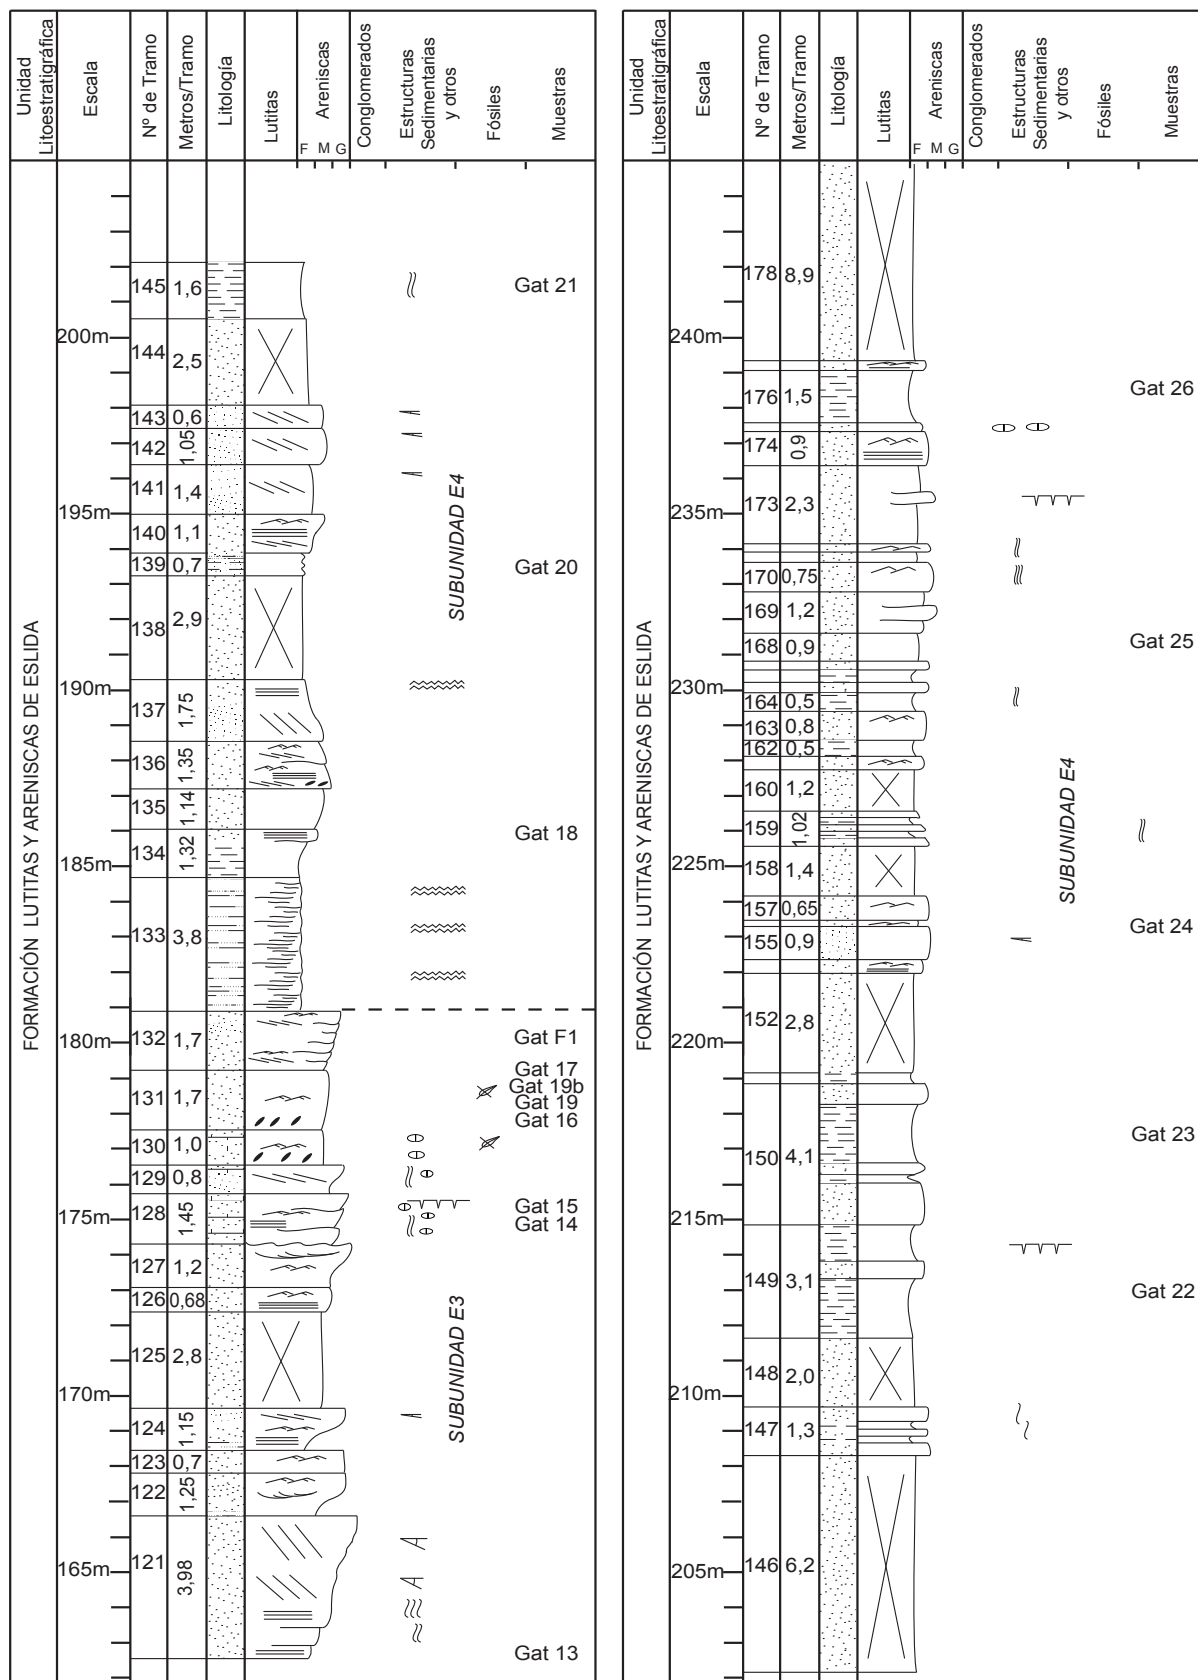 Unidad
Litoestratigráfica
Escala
Nº de Tramo
Metros/Tramo
Litología
Lutitas
Areniscas
F M G
Conglomerados
Estructuras
Sedimentarias
y otros
Fósiles
Muestras
FORMACIÓN LUTITAS Y ARENISCAS DE ESLIDA
145 1,6 Gat 21
200m
144 2,5
143 0,6
142 1,05
141 1,4
195m
140 1,1
139 0,7 Gat 20
SUBUNIDAD E4
138 2,9
190m
137 1,75
136 1,35
135 1,14
134 1,32 Gat 18
185m
133 3,8
180m
132 1,7 Gat F1
Gat 17
131 1,7 Gat 19b
Gat 19
Gat 16
130 1,0
129 0,8
128 1,45 Gat 15
175m Gat 14
127 1,2
126 0,68
125 2,8
SUBUNIDAD E3
170m
124 1,15
123 0,7
122 1,25
121 3,98
165m
Gat 13
Unidad
Litoestratigráfica
Escala
Nº de Tramo
Metros/Tramo
Litología
Lutitas
Areniscas
F M G
Conglomerados
Estructuras
Sedimentarias
y otros
Fósiles
Muestras
FORMACIÓN LUTITAS Y ARENISCAS DE ESLIDA
178 8,9
240m
176 1,5 Gat 26
174 0,9
173 2,3
235m
170 0,75
169 1,2
168 0,9 Gat 25
230m
164 0,5
163 0,8
162 0,5
160 1,2
159 1,02
SUBUNIDAD E4
225m
158 1,4
157 0,65
155 0,9 Gat 24
152 2,8
220m
150 4,1 Gat 23
215m
149 3,1 Gat 22
148 2,0
210m
147 1,3
146 6,2
205m